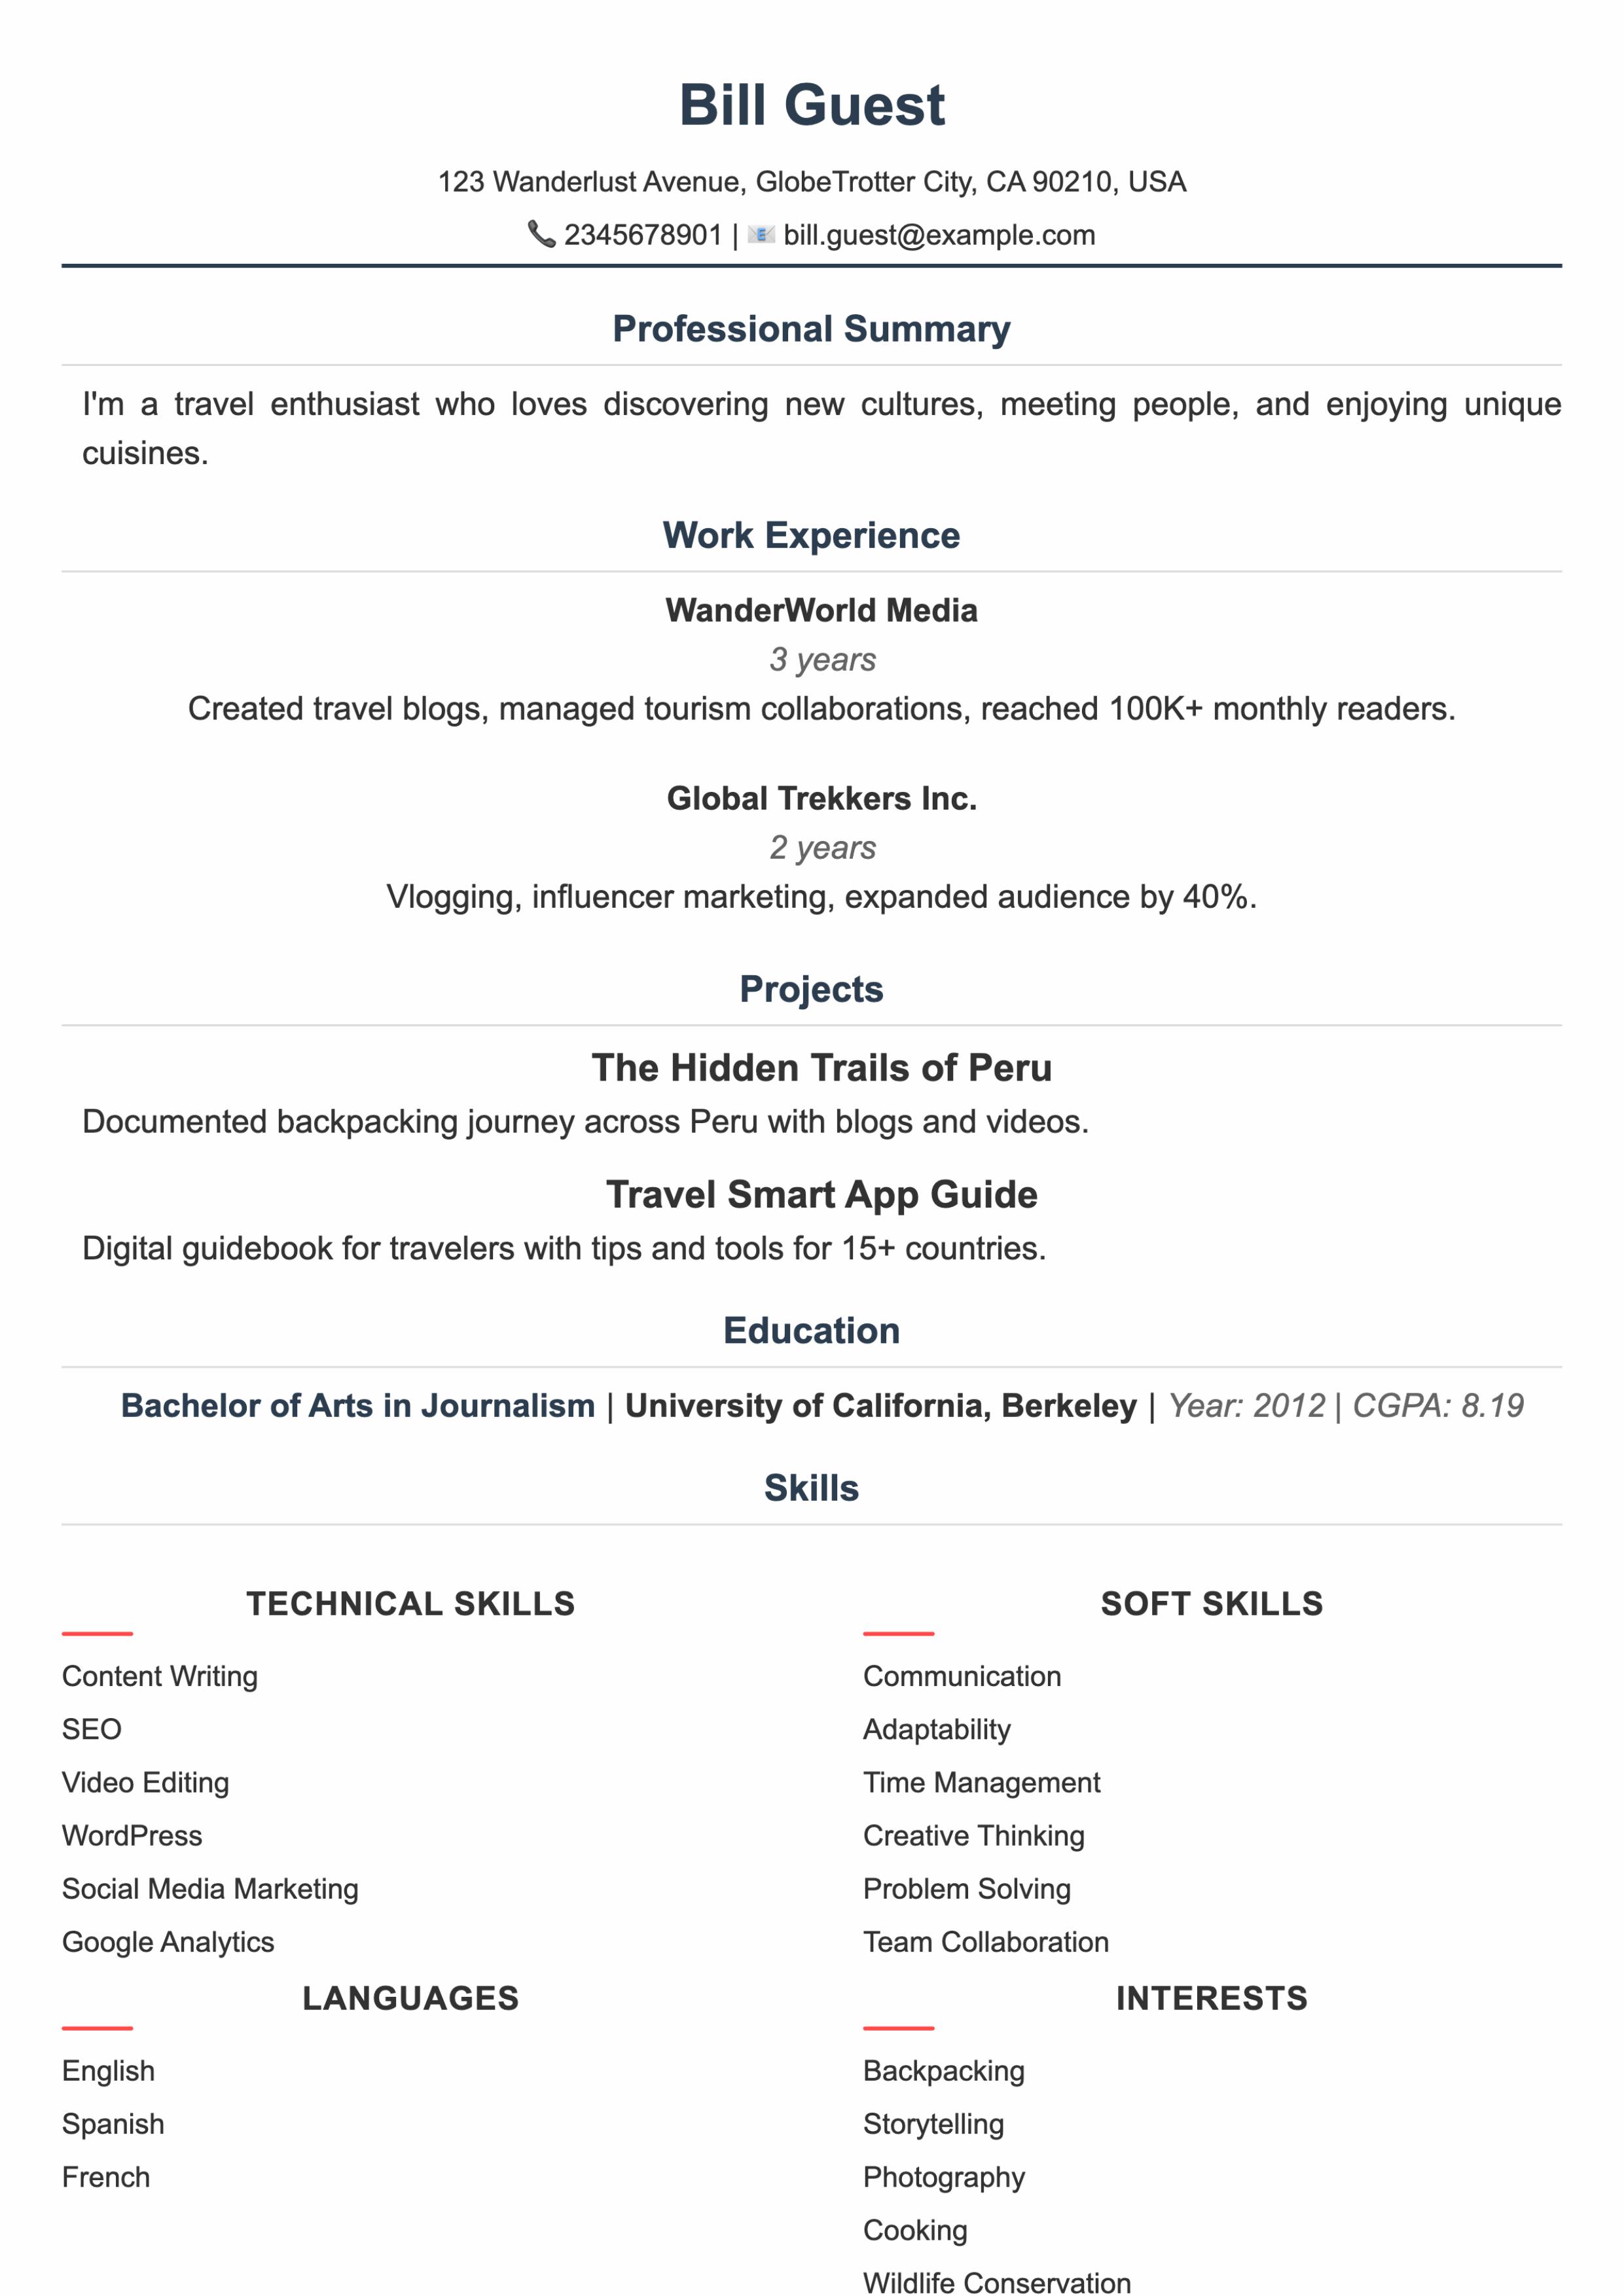 Bill Guest
123 Wanderlust Avenue, GlobeTrotter City, CA 90210, USA
📞 2345678901 | 📧 bill.guest@example.com
Professional Summary
I'm a travel enthusiast who loves discovering new cultures, meeting people, and enjoying unique
cuisines.
Work Experience
WanderWorld Media
3 years
Created travel blogs, managed tourism collaborations, reached 100K+ monthly readers.
Global Trekkers Inc.
2 years
Vlogging, influencer marketing, expanded audience by 40%.
Projects
The Hidden Trails of Peru
Documented backpacking journey across Peru with blogs and videos.
Travel Smart App Guide
Digital guidebook for travelers with tips and tools for 15+ countries.
Education
Bachelor of Arts in Journalism | University of California, Berkeley | Year: 2012 | CGPA: 8.19
Skills
TECHNICAL SKILLS
Content Writing
SEO
Video Editing
WordPress
Social Media Marketing
Google Analytics
SOFT SKILLS
Communication
Adaptability
Time Management
Creative Thinking
Problem Solving
Team Collaboration
LANGUAGES
English
Spanish
French
INTERESTS
Backpacking
Storytelling
Photography
Cooking
Wildlife Conservation